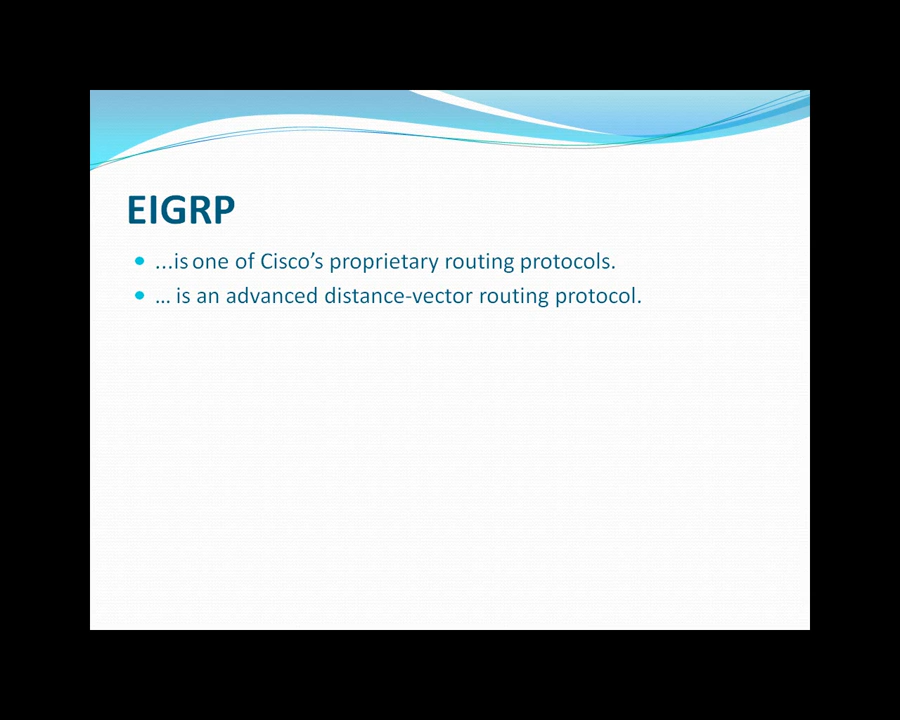 EIGRP
...is one of Cisco’s proprietary routing protocols.
... is an advanced distance-vector routing protocol.